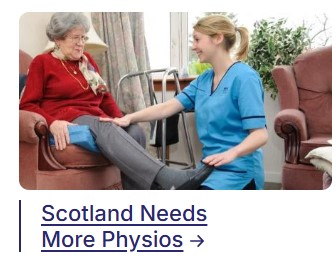 Scotland Needs
More Physios →